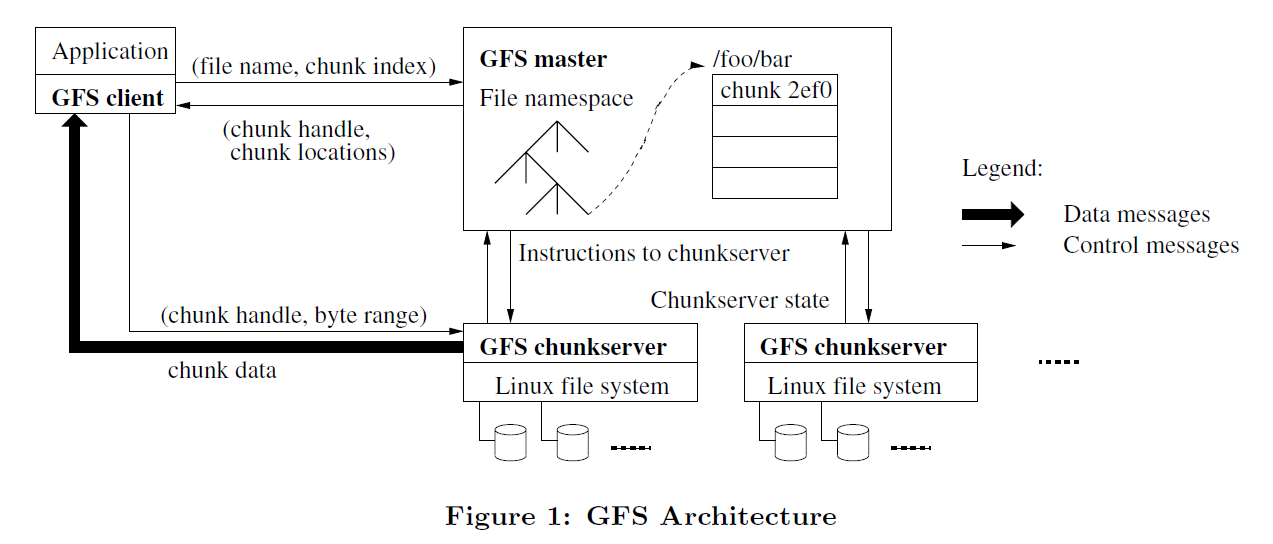 Application
GFS client
(file name, chunk index)
(chunk handle,
chunk locations)
GFS master
File namespace
/foo/bar
chunk 2ef0
Legend:
Data messages
Control messages
Instructions to chunkserver
Chunkserver state
(chunk handle, byte range)
chunk data
GFS chunkserver
Linux file system
GFS chunkserver
Linux file system
Figure 1: GFS Architecture